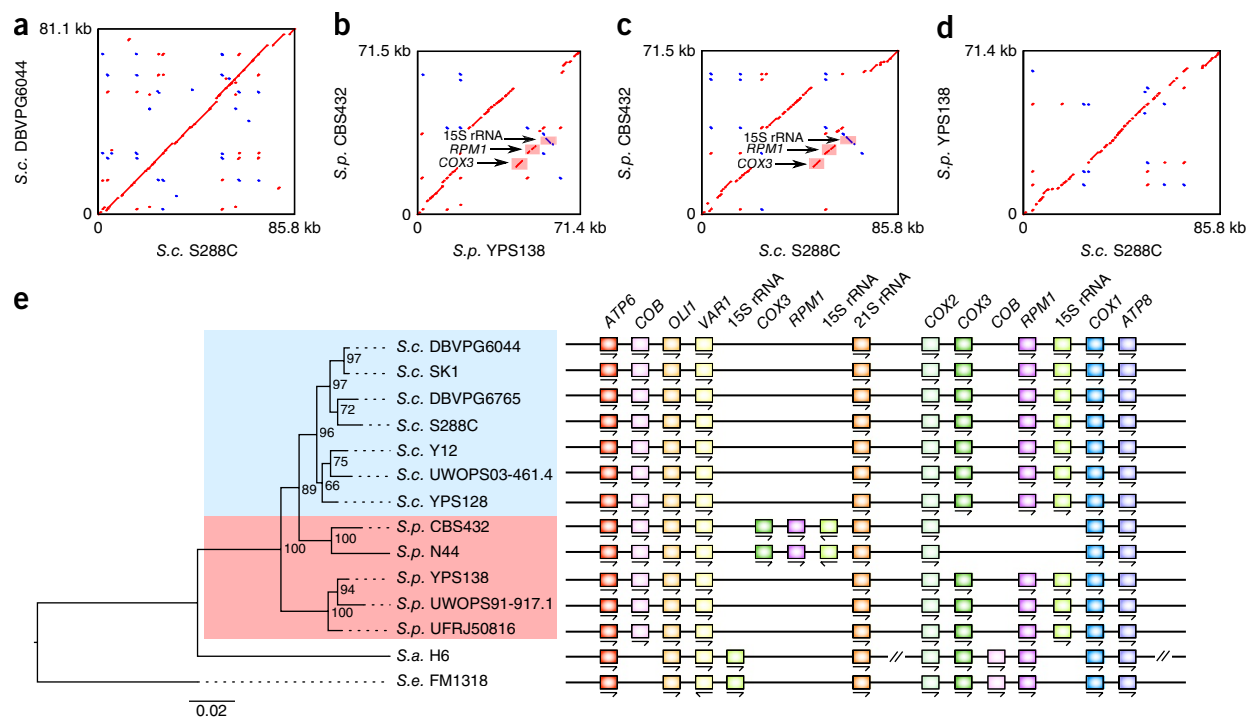 a
81.1 kb
S.c. DBVPG6044
0
0
85.8 kb
S.c. S288C
b
71.5 kb
S.p. CBS432
15S rRNA
RPM1
COX3
0
0
71.4 kb
S.p. YPS138
c
71.5 kb
S.p. CBS432
15S rRNA
RPM1
COX3
0
0
85.8 kb
S.c. S288C
d
71.4 kb
S.p. YPS138
0
0
85.8 kb
S.c. S288C
e
ATP6
COB
OLI1
VAR1
15S rRNA
COX3
RPM1
15S rRNA
21S rRNA
COX2
COX3
COB
RPM1
15S rRNA
COX1
ATP8
S.c. DBVPG6044
97
S.c. SK1
97
S.c. DBVPG6765
72
S.c. S288C
96
S.c. Y12
75
S.c. UWOPS03-461.4
89
66
S.c. YPS128
S.p. CBS432
100
100
S.p. N44
S.p. YPS138
94
S.p. UWOPS91-917.1
100
S.p. UFRJ50816
S.a. H6
//
//
S.e. FM1318
0.02